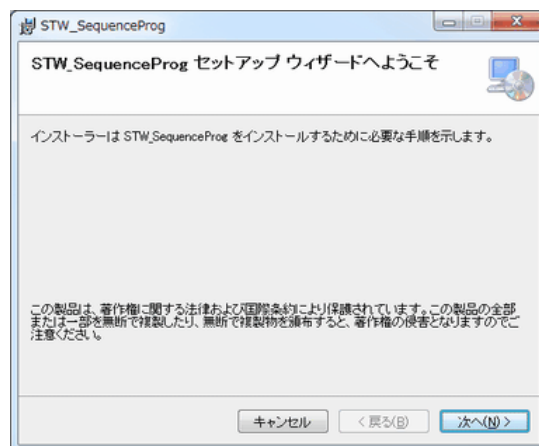 STW_SequenceProg
STW_SequenceProg セットアップ ウィザードへようこそ
インストーラーは STW_SequenceProg をインストールするために必要な手順を示します。
この製品は、著作権に関する法律および国際条約により保護されています。この製品の全部
または一部を無断で複製したり、無断で複製物を頒布すると、著作権の侵害となりますのでご
注意ください。
キャンセル
< 戻る(B)
次へ(N) >